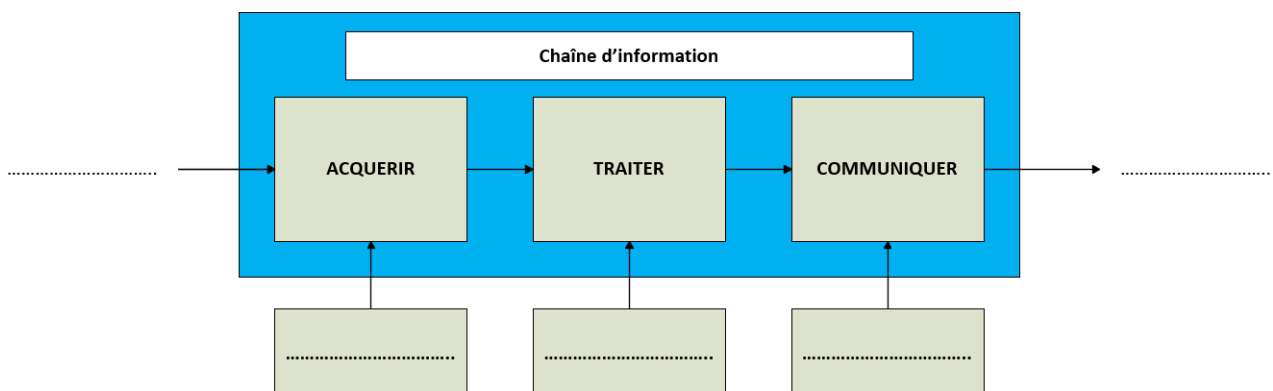 Chaîne d’information
ACQUERIR
TRAITER
COMMUNIQUER
…………………………..
…………………………..
……………………………..
……………………………..
……………………………..